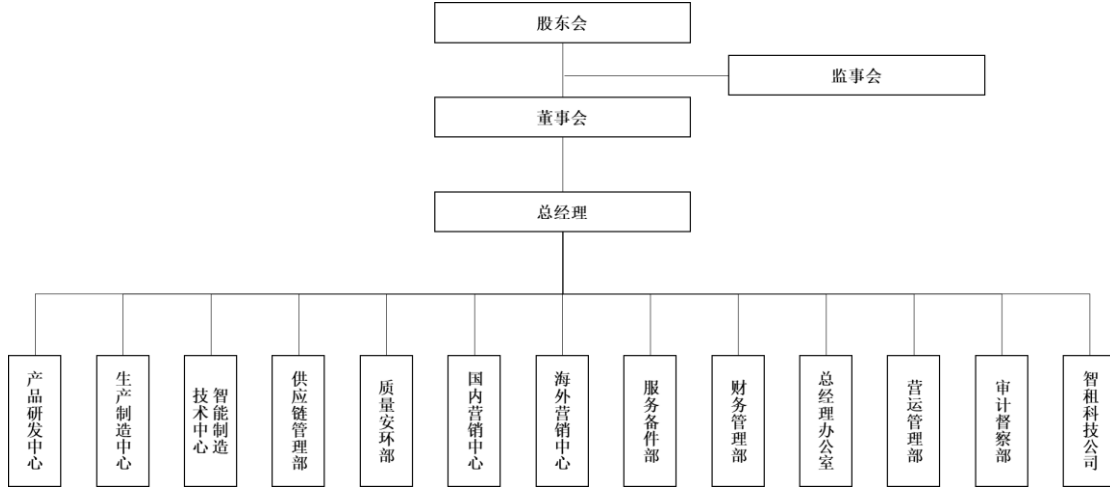 股东会
监事会
董事会
总经理
产品研发中心
生产制造中心
智能制造
技术中心
供应链管理部
质量安环部
国内营销中心
海外营销中心
服务备件部
财务管理部
总经理办公室
营运管理部
审计督察部
智租科技公司